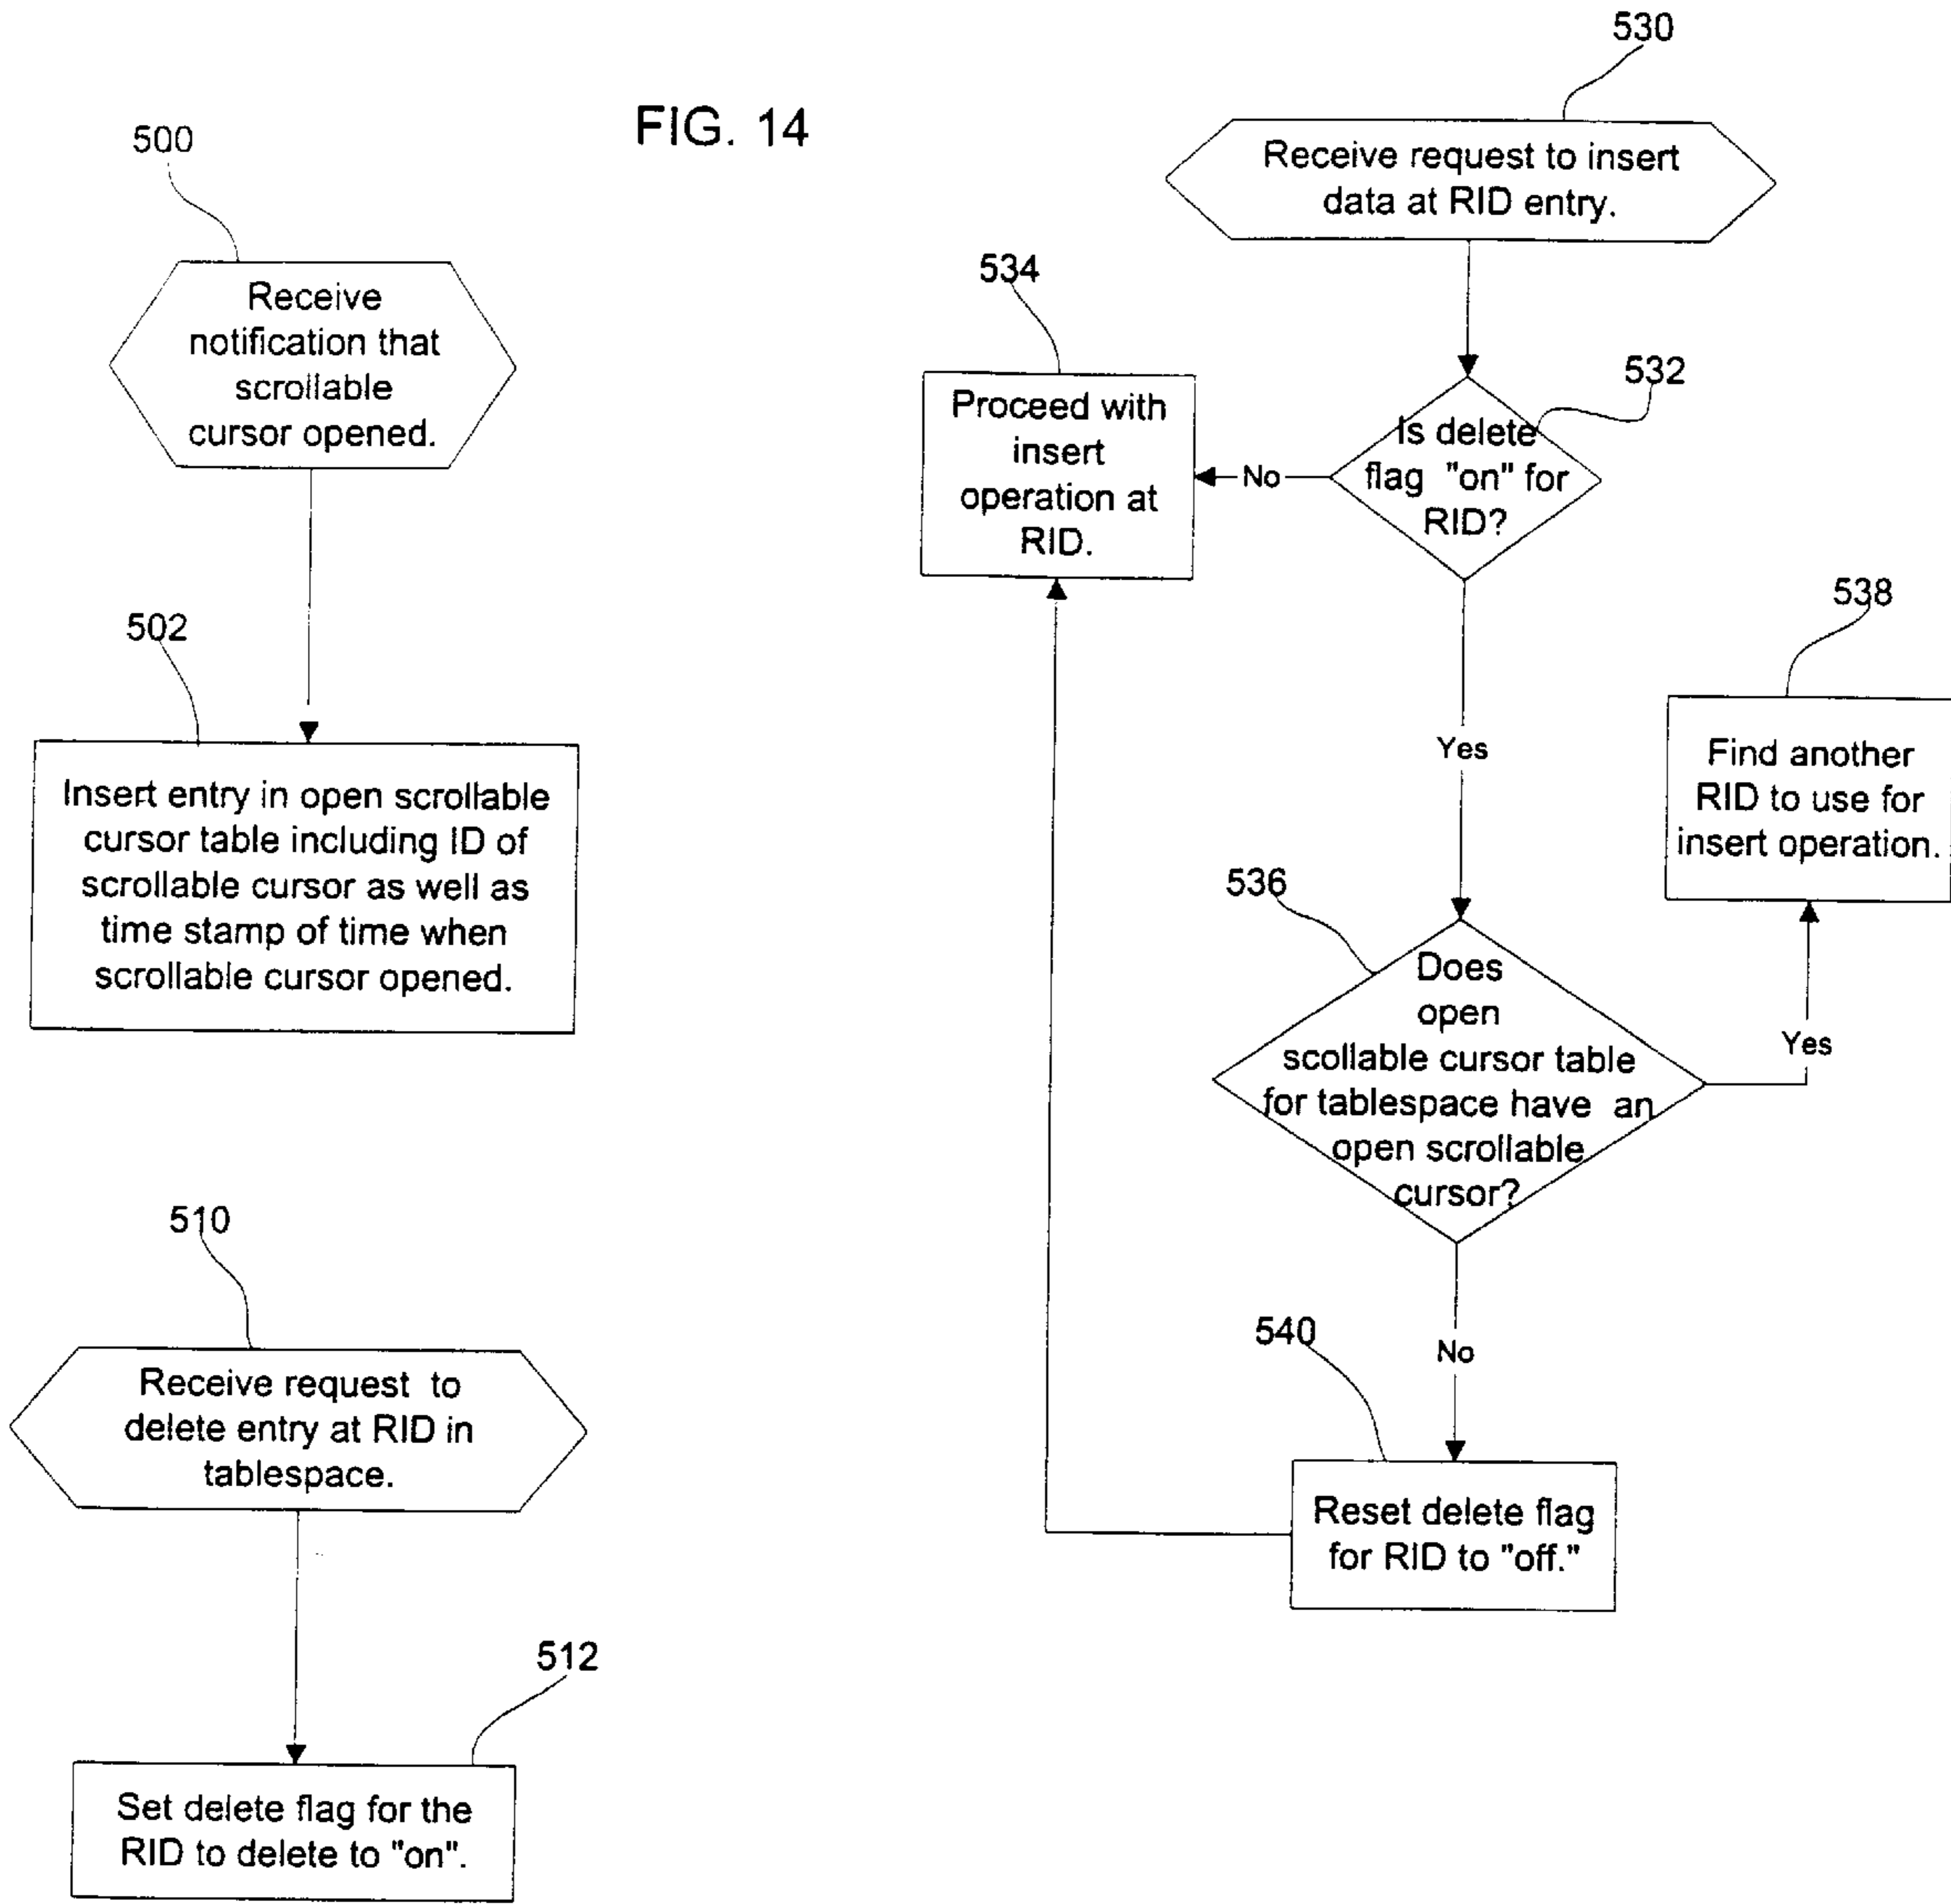 FIG. 14
500
Receive
notification that
scrollable
cursor opened.
502
Insert entry in open scrollable
cursor table including ID of
scrollable cursor as well as
time stamp of time when
scrollable cursor opened.
510
Receive request to
delete entry at RID in
tablespace.
512
Set delete flag for the
RID to delete to "on".
530
Receive request to insert
data at RID entry.
532
Is delete
flag "on" for
RID?
No
534
Proceed with
insert
operation at
RID.
Yes
536
Does
open
scollable cursor table
for tablespace have an
open scrollable
cursor?
Yes
538
Find another
RID to use for
insert operation.
No
540
Reset delete flag
for RID to "off."